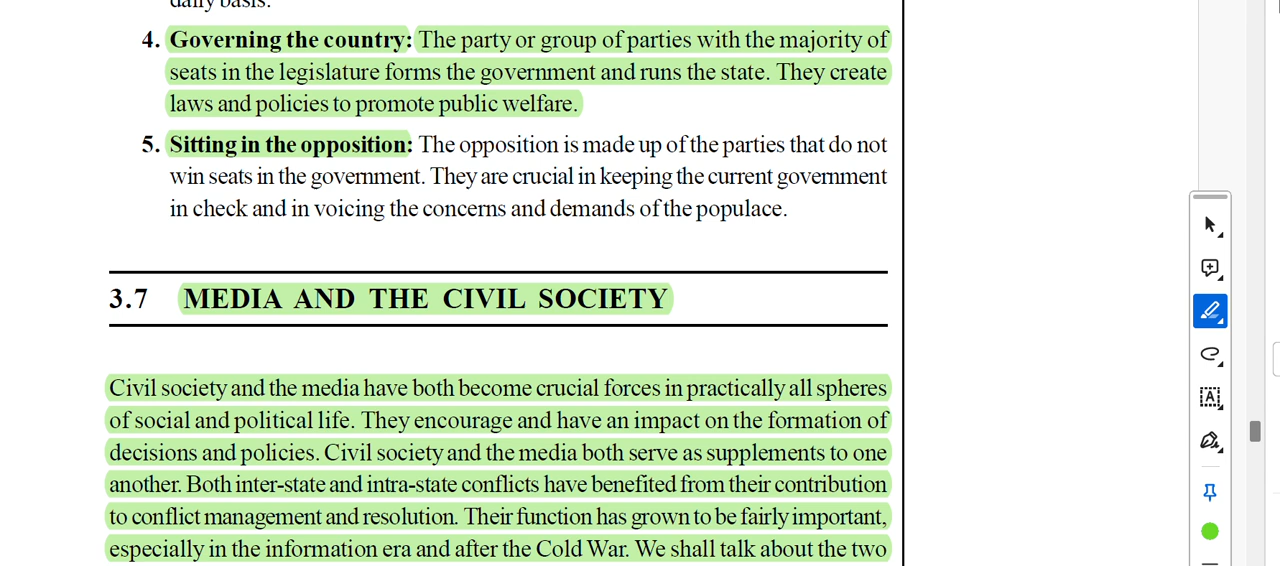 daily basis.
4. Governing the country: The party or group of parties with the majority of
seats in the legislature forms the government and runs the state. They create
laws and policies to promote public welfare.
5. Sitting in the opposition: The opposition is made up of the parties that do not
win seats in the government. They are crucial in keeping the current government
in check and in voicing the concerns and demands of the populace.
3.7 MEDIA AND THE CIVIL SOCIETY
Civil society and the media have both become crucial forces in practically all spheres
of social and political life. They encourage and have an impact on the formation of
decisions and policies. Civil society and the media both serve as supplements to one
another. Both inter-state and intra-state conflicts have benefited from their contribution
to conflict management and resolution. Their function has grown to be fairly important,
especially in the information era and after the Cold War. We shall talk about the two